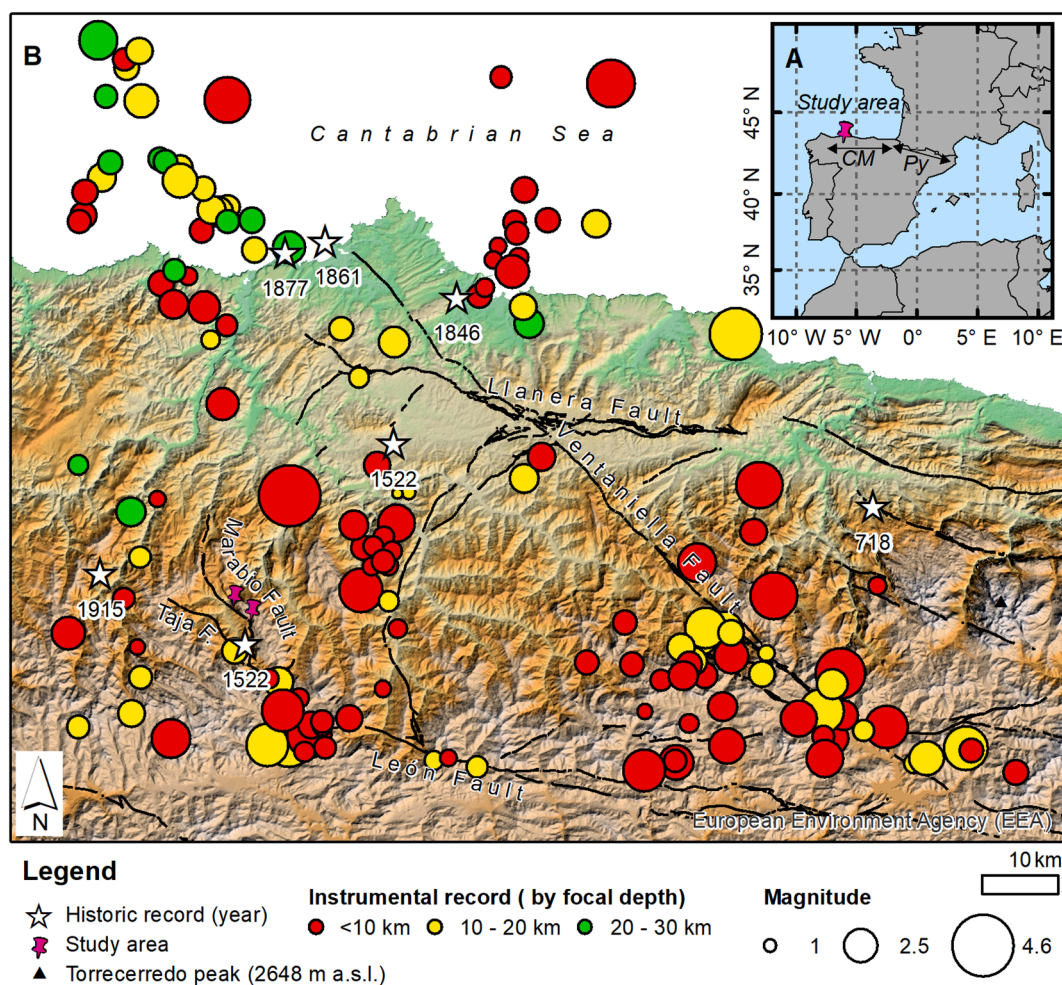 B
A
Cantabrian Sea
Study area
CM
Py
45° N
40° N
35° N
10° W
5° W
0°
5° E
10° E
1877
1861
1846
Llanera Fault
Ventaniella Fault
1522
718
Marabio Fault
1915
Taja F.
1522
León Fault
N
European Environment Agency (EEA)
10 km
Legend
Historic record (year)
Study area
Torrecerredo peak (2648 m a.s.l.)
Instrumental record ( by focal depth)
<10 km
10 - 20 km
20 - 30 km
Magnitude
1
2.5
4.6